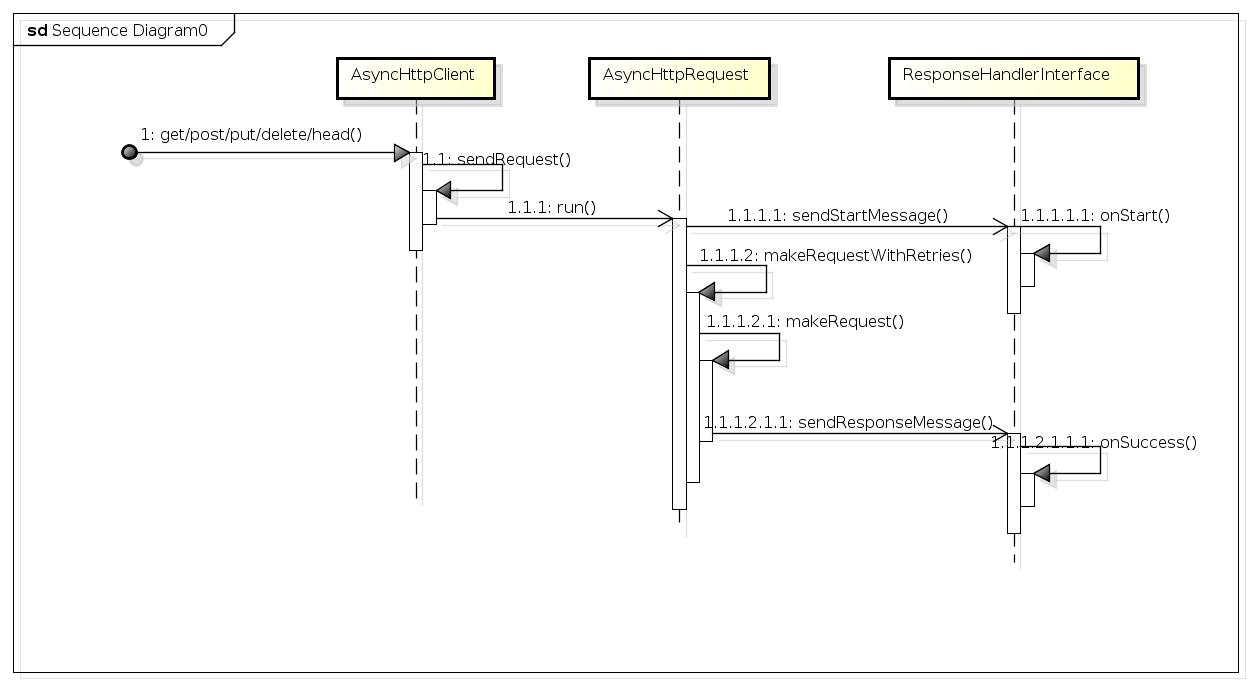 sd Sequence Diagram0
AsyncHttpClient
AsyncHttpRequest
ResponseHandlerInterface
1: get/post/put/delete/head()
1.1: sendRequest()
1.1.1: run()
1.1.1.1: sendStartMessage()
1.1.1.1.1: onStart()
1.1.1.2: makeRequestWithRetries()
1.1.1.2.1: makeRequest()
1.1.1.2.1.1: sendResponseMessage()
1.1.1.2.1.1.1: onSuccess()